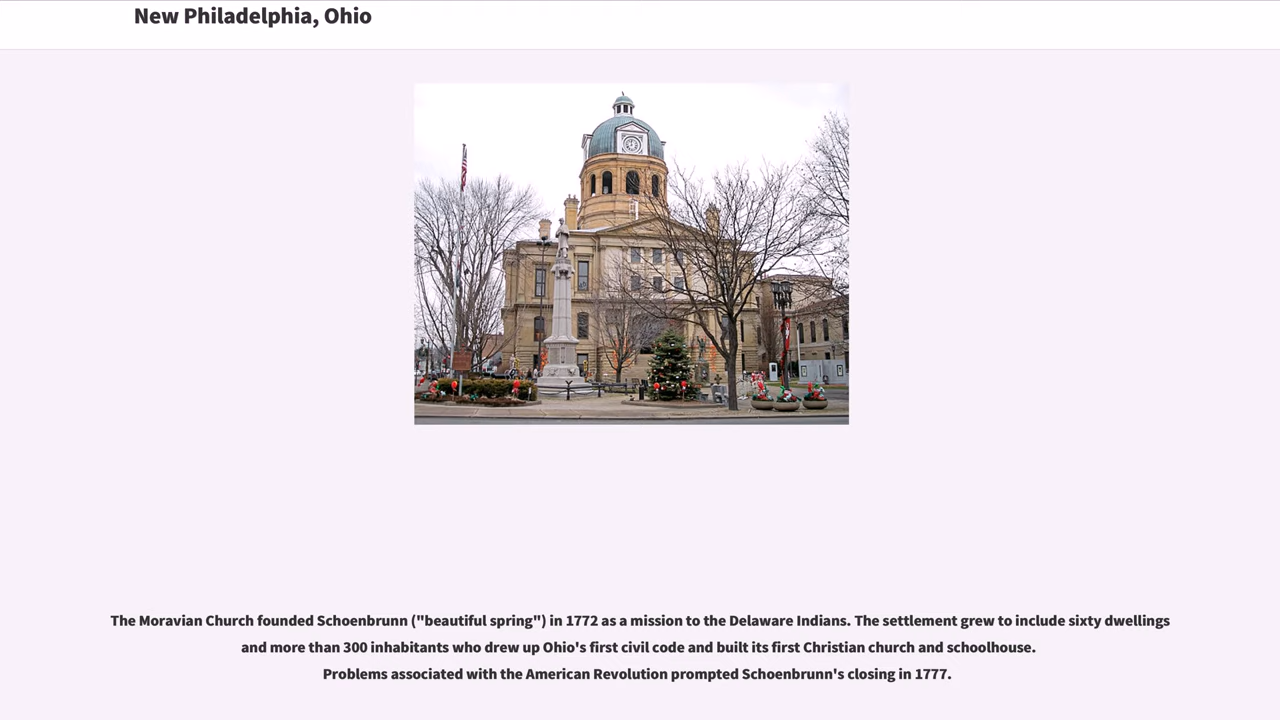 New Philadelphia, Ohio
The Moravian Church founded Schoenbrunn ("beautiful spring") in 1772 as a mission to the Delaware Indians. The settlement grew to include sixty dwellings
and more than 300 inhabitants who drew up Ohio's first civil code and built its first Christian church and schoolhouse.
Problems associated with the American Revolution prompted Schoenbrunn's closing in 1777.